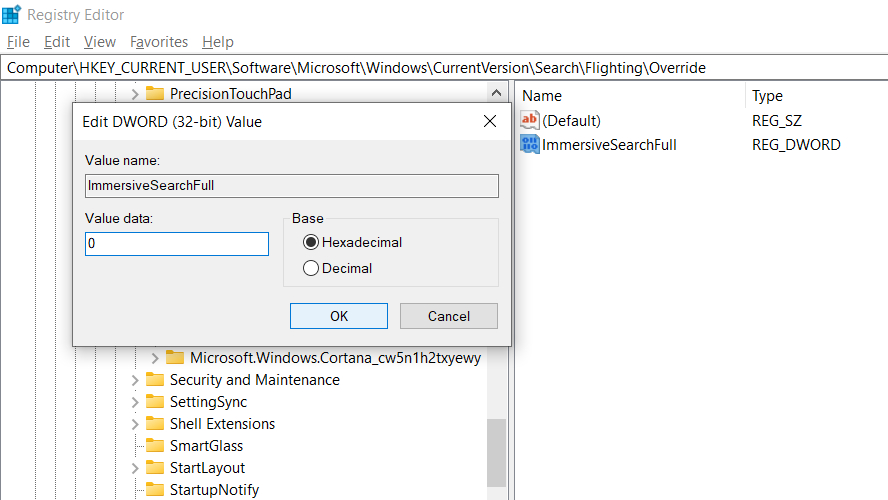 Registry Editor
File Edit View Favorites Help
Computer\HKEY_CURRENT_USER\Software\Microsoft\Windows\CurrentVersion\Search\Flighting\Override
PrecisionTouchPad
Edit DWORD (32-bit) Value
Value name:
ImmersiveSearchFull
Value data:
0
Base
Hexadecimal
Decimal
OK
Cancel
Microsoft.Windows.Cortana_cw5n1h2txyewy
Security and Maintenance
SettingSync
Shell Extensions
SmartGlass
StartLayout
StartupNotify
Name Type
ab (Default) REG_SZ
ImmersiveSearchFull REG_DWORD